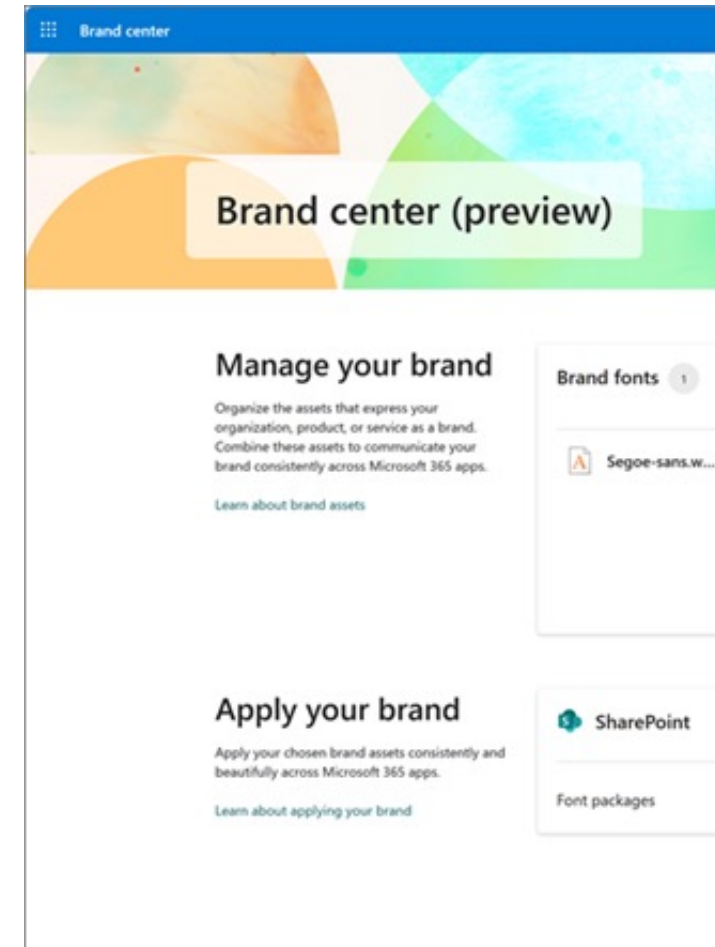 Brand center
Brand center (preview)
Manage your brand
Organize the assets that express your
organization, product, or service as a brand.
Combine these assets to communicate your
brand consistently across Microsoft 365 apps.
Learn about brand assets
Brand fonts 1
Segoe-sans.w...
Apply your brand
Apply your chosen brand assets consistently and
beautifully across Microsoft 365 apps.
Learn about applying your brand
SharePoint
Font packages